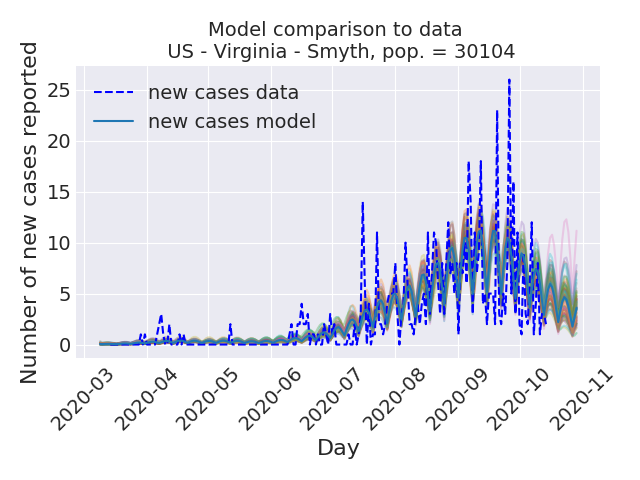 Model comparison to data
US - Virginia - Smyth, pop. = 30104
Number of new cases reported
25
20
15
10
5
0
new cases data
new cases model
2020-03
2020-04
2020-05
2020-06
2020-07
2020-08
2020-09
2020-10
2020-11
Day